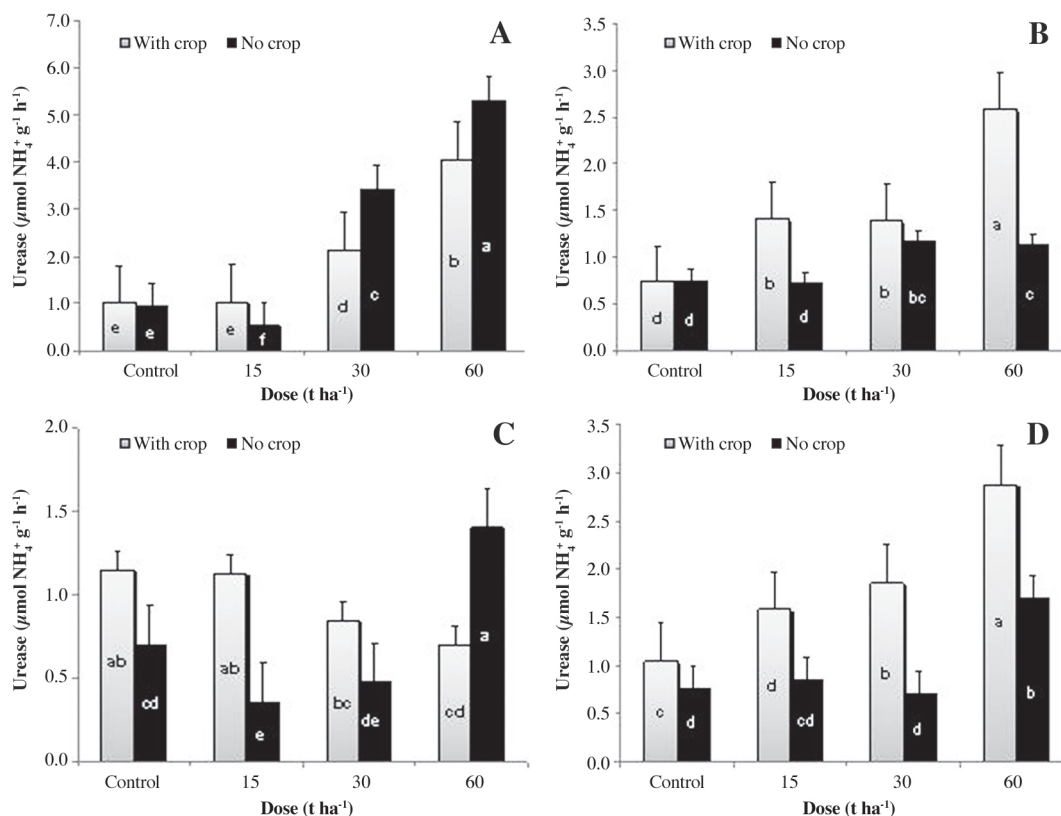 A
With crop No crop
Urease (µmol NH₄⁺ g⁻¹ h⁻¹)
7.0
6.0
5.0
4.0
3.0
2.0
1.0
0.0
e e e f d c b a
Control 15 30 60
Dose (t ha⁻¹)
B
With crop No crop
Urease (µmol NH₄⁺ g⁻¹ h⁻¹)
3.5
3.0
2.5
2.0
1.5
1.0
0.5
0.0
d d b d b bc a c
Control 15 30 60
Dose (t ha⁻¹)
C
With crop No crop
Urease (µmol NH₄⁺ g⁻¹ h⁻¹)
2.0
1.5
1.0
0.5
0.0
ab cd ab e bc de cd a
Control 15 30 60
Dose (t ha⁻¹)
D
With crop No crop
Urease (µmol NH₄⁺ g⁻¹ h⁻¹)
3.5
3.0
2.5
2.0
1.5
1.0
0.5
0.0
c d d cd b d a b
Control 15 30 60
Dose (t ha⁻¹)